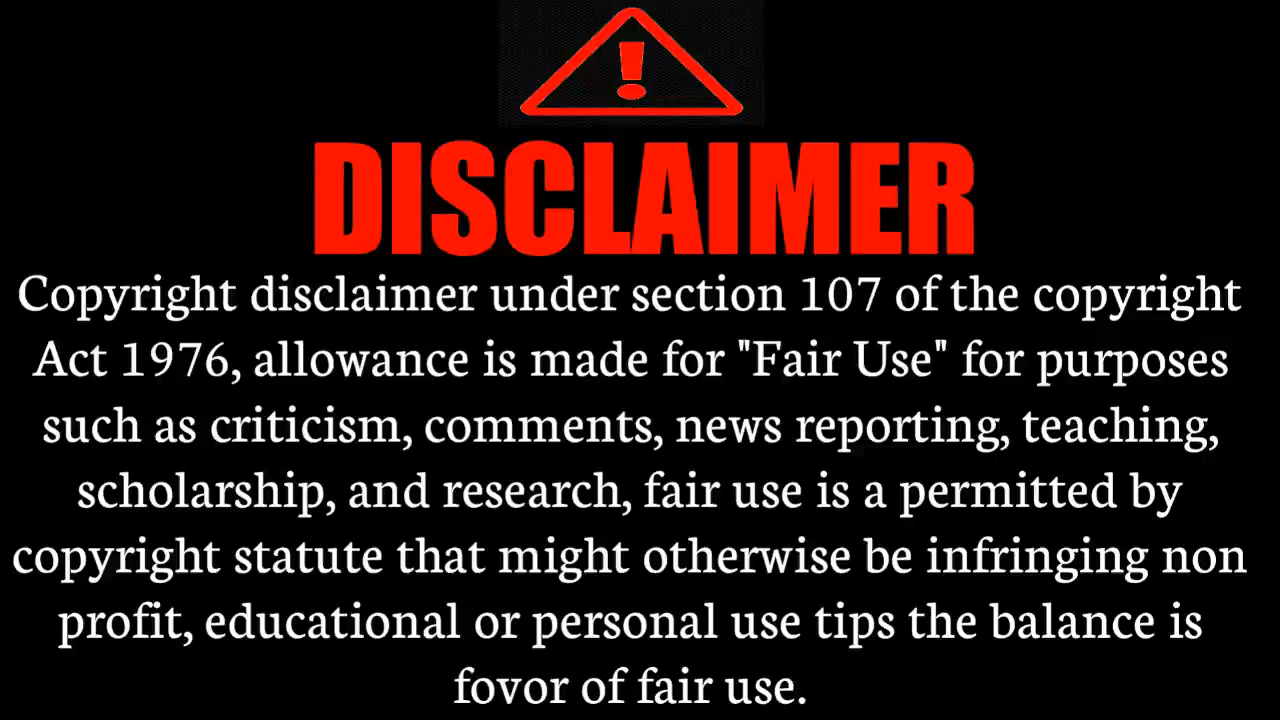 DISCLAIMER
Copyright disclaimer under section 107 of the copyright
Act 1976, allowance is made for "Fair Use" for purposes
such as criticism, comments, news reporting, teaching,
scholarship, and research, fair use is a permitted by
copyright statute that might otherwise be infringing non
profit, educational or personal use tips the balance is
fovor of fair use.